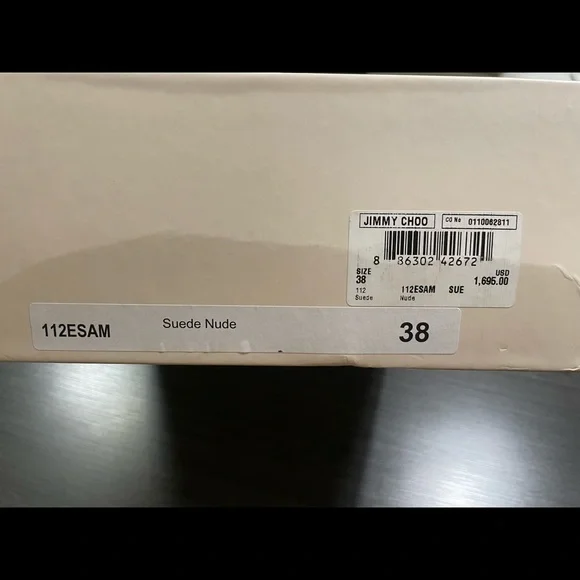 JIMMY CHOO CG No 0110062811
8 86302 42672
SIZE USD
38 1,695.00
112 112ESAM SUE
Suede Nude
112ESAM Suede Nude 38